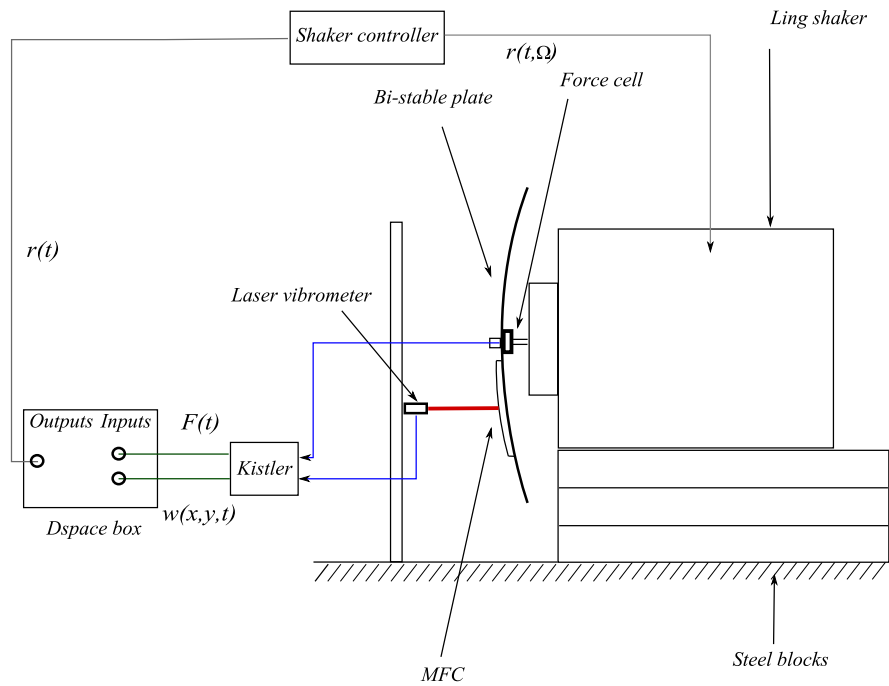 Ling shaker
Shaker controller
r(t,Ω)
Force cell
Bi-stable plate
r(t)
Laser vibrometer
Outputs Inputs
F(t)
Kistler
w(x,y,t)
Dspace box
Steel blocks
MFC